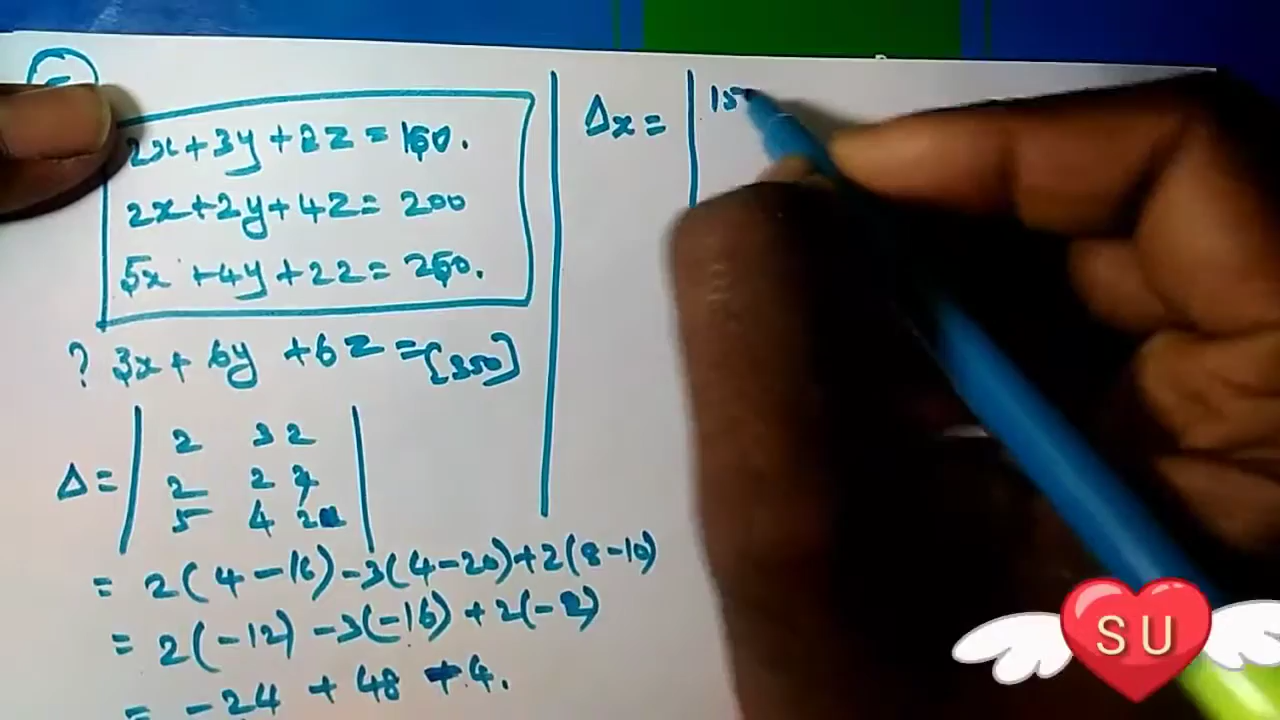 2x+3y+2z=150.
2x+2y+4z=200
5x+4y+2z=250.
? 3x+6y+6z=[350]
Δ= | 2 3 2 |
| 2 2 4 |
| 5 4 2 |
= 2(4-16)-3(4-20)+2(8-10)
= 2(-12)-3(-16)+2(-2)
= -24 + 48 - 4.
Δx= | 15
SU